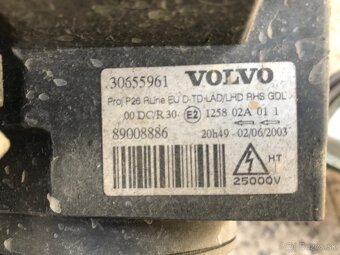 30655961 VOLVO
Proj P26 RLine EU D-TD-LAD/LHD RHS GDL
00 DC/R 30 E2 1258 02A 01 1
89008886 20h49 - 02/06/2003
HT
25000V